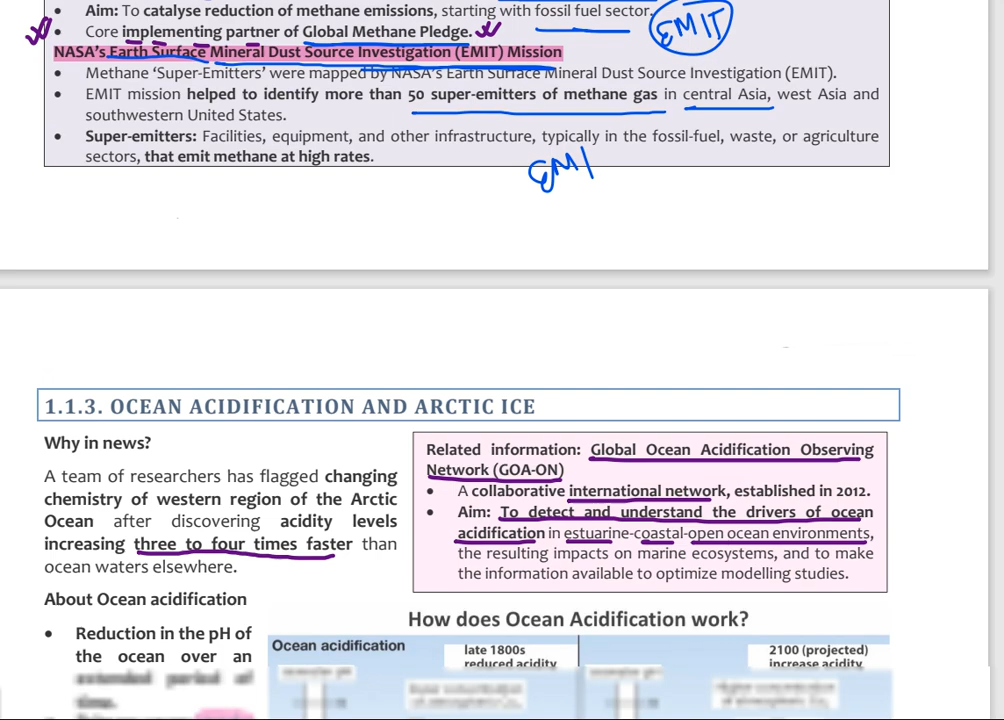 • Aim: To catalyse reduction of methane emissions, starting with fossil fuel sector.
EMIT
• Core implementing partner of Global Methane Pledge.
NASA's Earth Surface Mineral Dust Source Investigation (EMIT) Mission
• Methane 'Super-Emitters' were mapped by NASA's Earth Surface Mineral Dust Source Investigation (EMIT).
• EMIT mission helped to identify more than 50 super-emitters of methane gas in central Asia, west Asia and
southwestern United States.
• Super-emitters: Facilities, equipment, and other infrastructure, typically in the fossil-fuel, waste, or agriculture
sectors, that emit methane at high rates.
EMI
1.1.3. OCEAN ACIDIFICATION AND ARCTIC ICE
Why in news?
A team of researchers has flagged changing
chemistry of western region of the Arctic
Ocean after discovering acidity levels
increasing three to four times faster than
ocean waters elsewhere.
Related information: Global Ocean Acidification Observing
Network (GOA-ON)
• A collaborative international network, established in 2012.
• Aim: To detect and understand the drivers of ocean
acidification in estuarine-coastal-open ocean environments,
the resulting impacts on marine ecosystems, and to make
the information available to optimize modelling studies.
About Ocean acidification
• Reduction in the pH of
the ocean over an
How does Ocean Acidification work?
Ocean acidification
late 1800s
reduced acidity
2100 (projected)
increase acidity